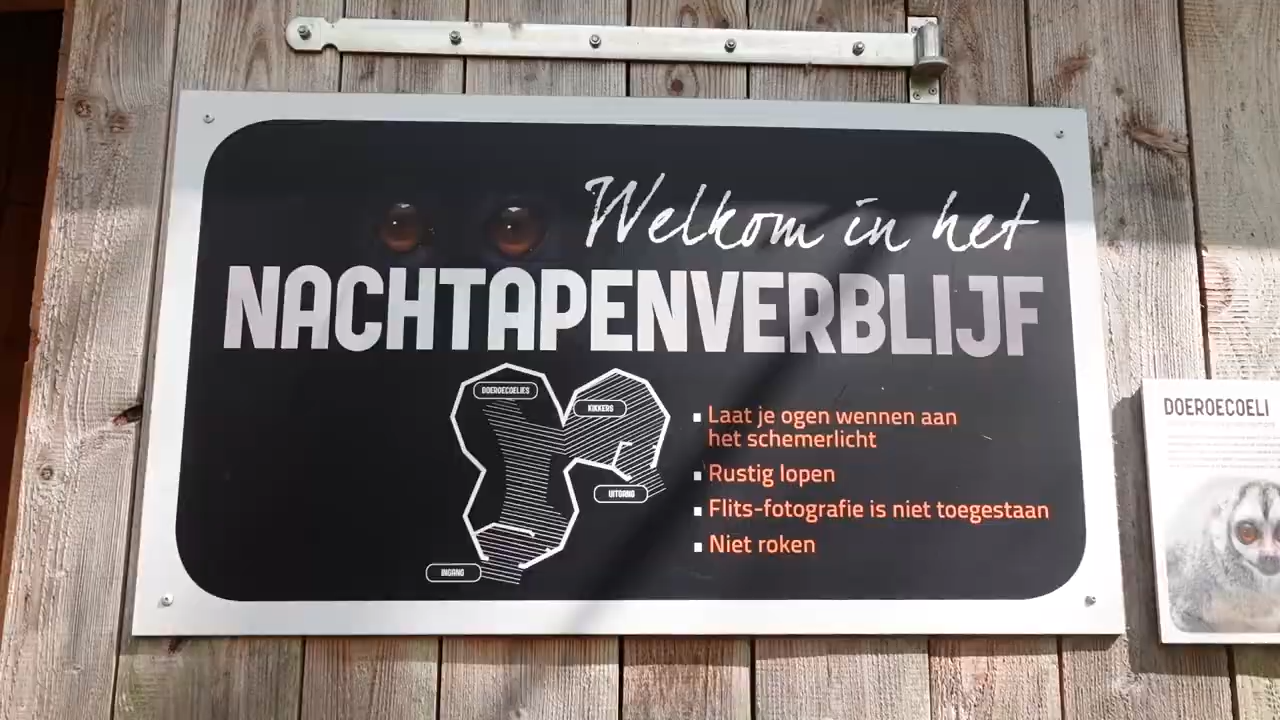 Welkom in het
NACHTAPENVERBLIJF
DOEROECOELIES
KIKKERS
UITGANG
INGANG
Laat je ogen wennen aan
het schemerlicht
Rustig lopen
Flits-fotografie is niet toegestaan
Niet roken
DOEROECOELI